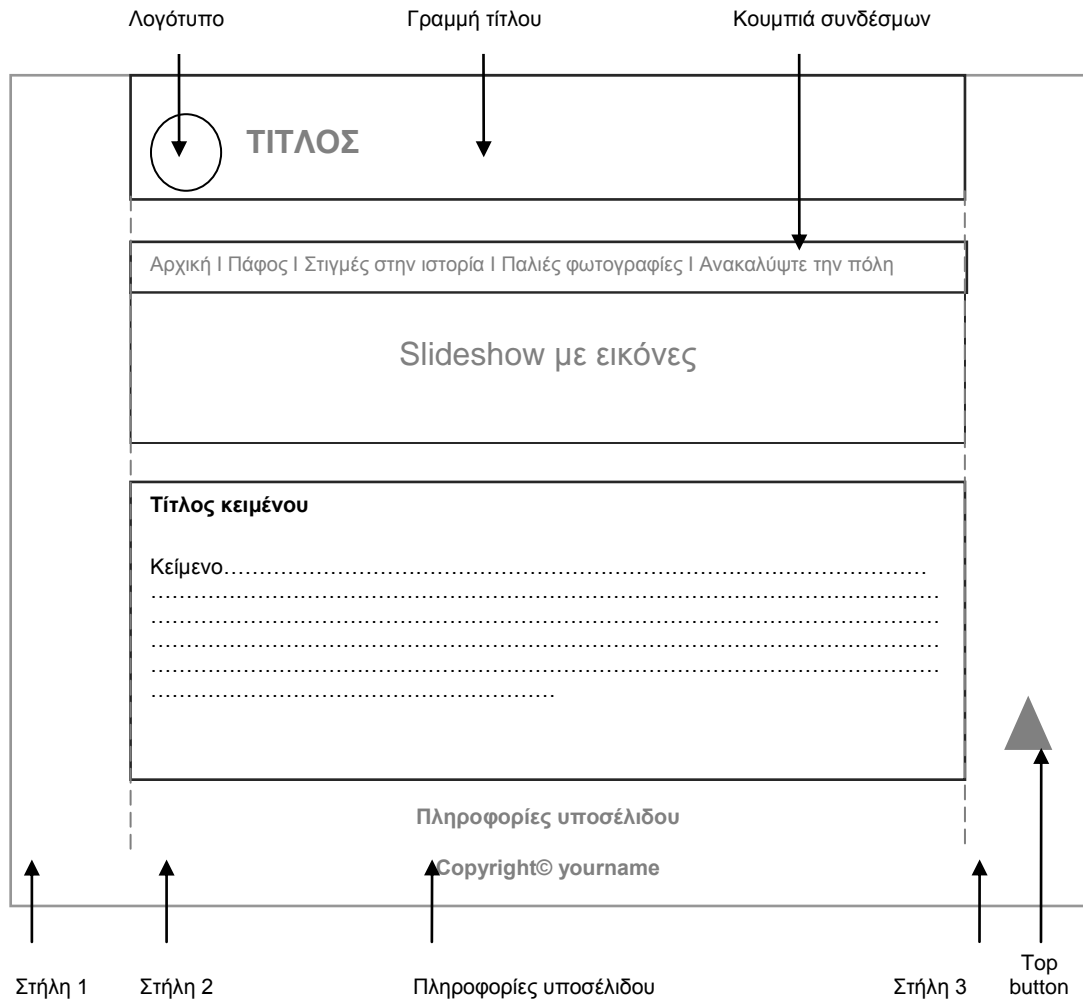 Λογότυπο Γραμμή τίτλου Κουμπιά συνδέσμων
ΤΙΤΛΟΣ
Αρχική Ι Πάφος Ι Στιγμές στην ιστορία Ι Παλιές φωτογραφίες Ι Ανακαλύψτε την πόλη
Slideshow με εικόνες
Τίτλος κειμένου
Κείμενο……………………………………………………………………………………
………………………………………………………………………………………………
………………………………………………………………………………………………
………………………………………………………………………………………………
………………………………………………………………………………………………
…………………………………………………
Πληροφορίες υποσέλιδου
Copyright© yourname
Στήλη 1 Στήλη 2 Πληροφορίες υποσέλιδου Στήλη 3 Top
button